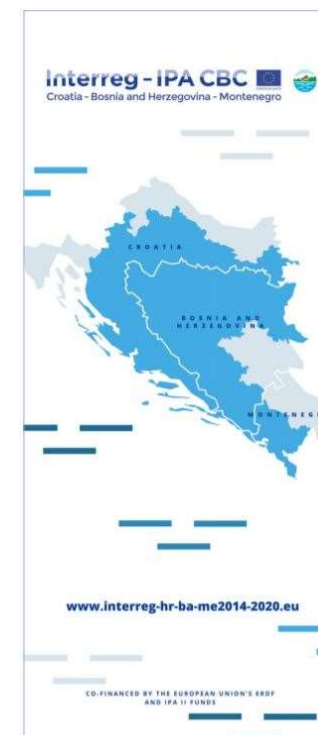 Interreg - IPA CBC
Croatia - Bosnia and Herzegovina - Montenegro
CROATIA
BOSNIA AND
HERZEGOVINA
MONTENEG
www.interreg-hr-ba-me2014-2020.eu
CO-FINANCED BY THE EUROPEAN UNION'S ERDF
AND IPA II FUNDS